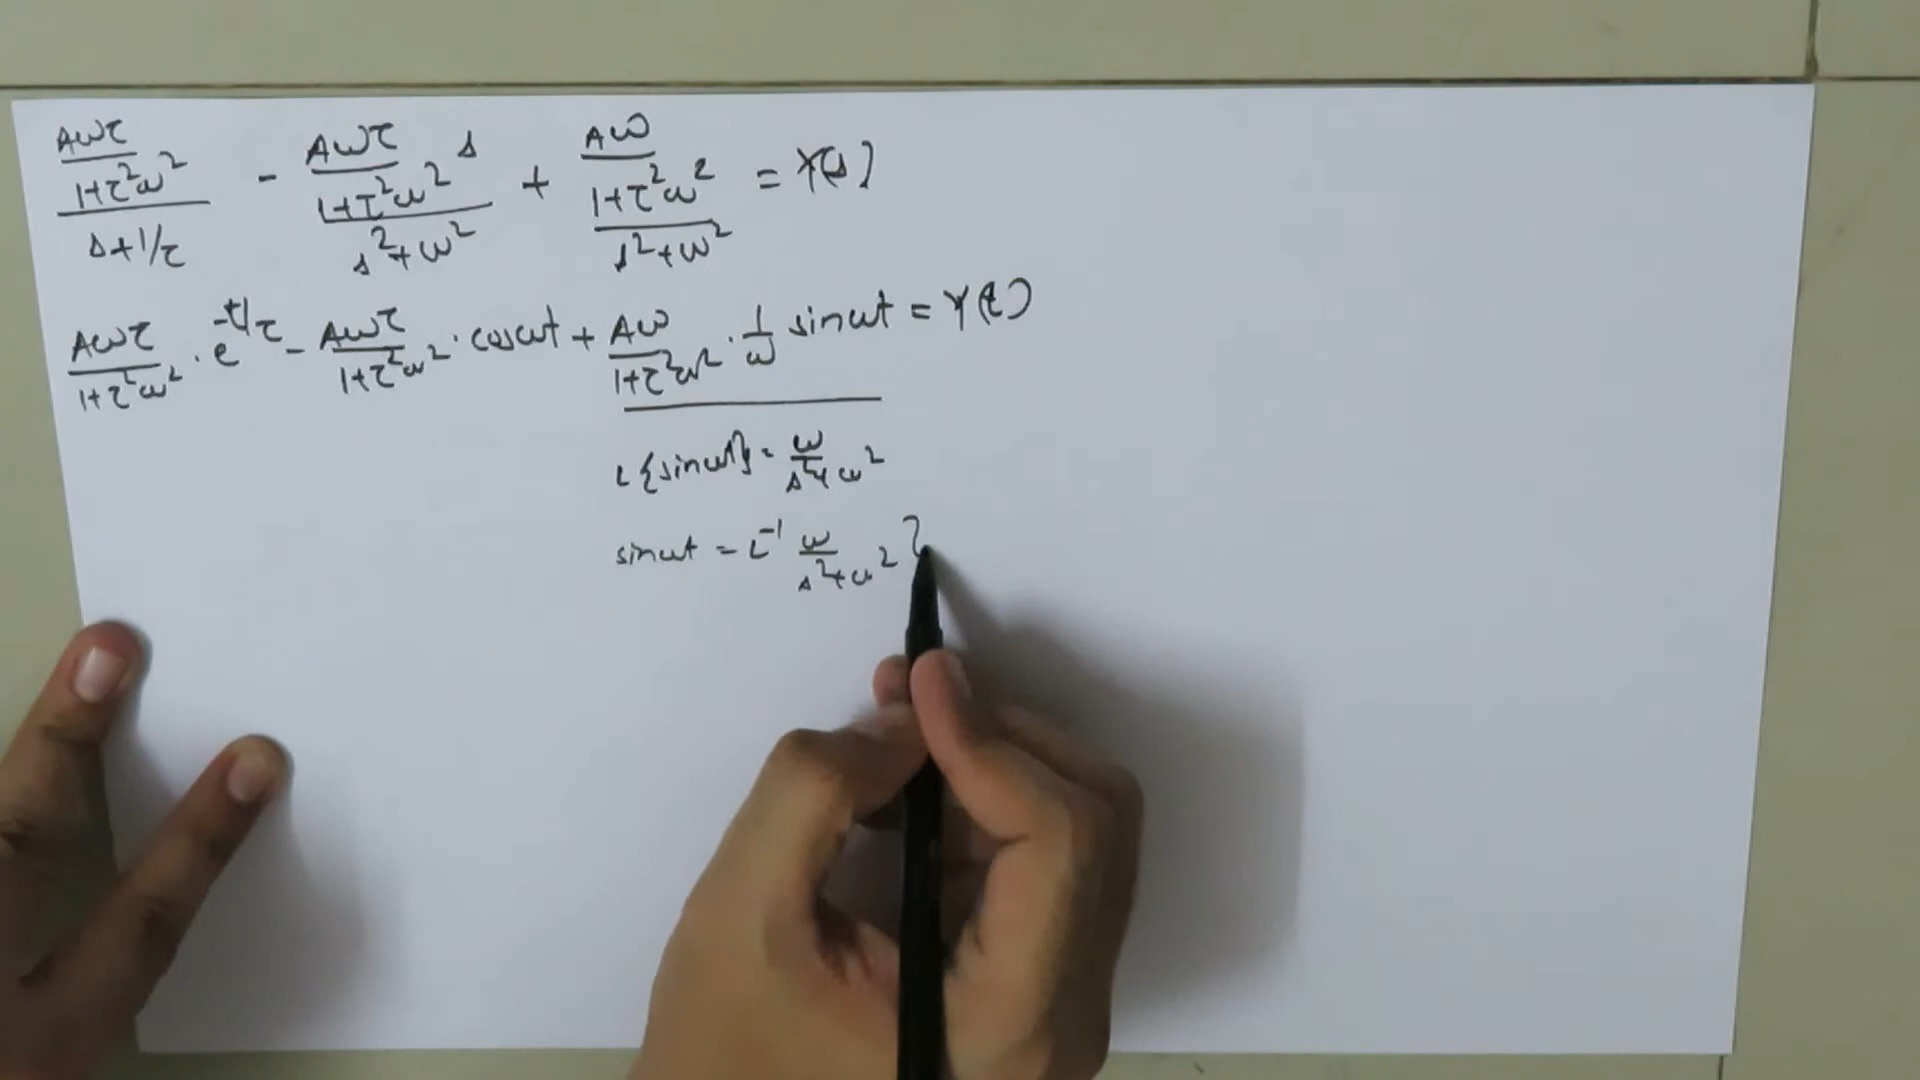 Aωτ/(1+τ²ω²)/(s+1/τ) - Aωτ/(1+τ²ω²) s/(s²+ω²) + Aω/(1+τ²ω²)/(s²+ω²) = Y(s)
Aωτ/(1+τ²ω²) · e^(-t/τ) - Aωτ/(1+τ²ω²) · cosωt + Aω/(1+τ²ω²) · 1/ω sinωt = Y(t)
L{sinωt} = ω/(s²+ω²)
sinωt = L⁻¹ ω/(s²+ω²) }